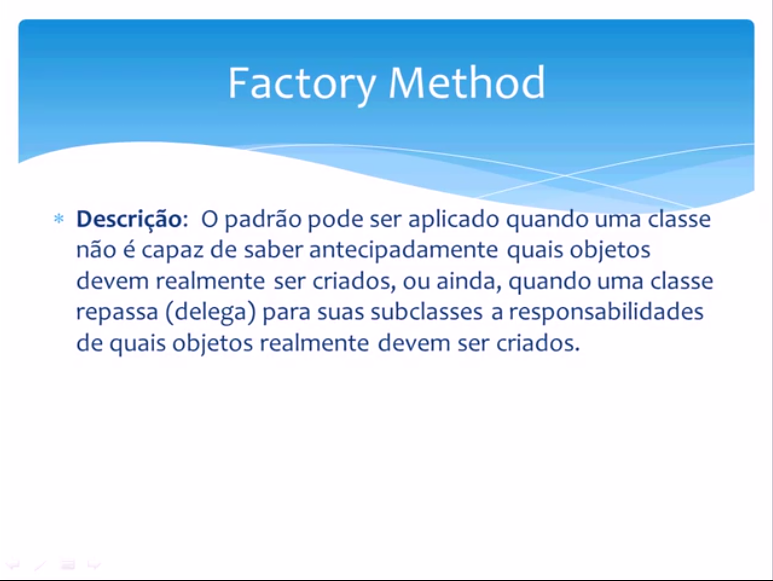 Factory Method
* Descrição: O padrão pode ser aplicado quando uma classe
não é capaz de saber antecipadamente quais objetos
devem realmente ser criados, ou ainda, quando uma classe
repassa (delega) para suas subclasses a responsabilidades
de quais objetos realmente devem ser criados.